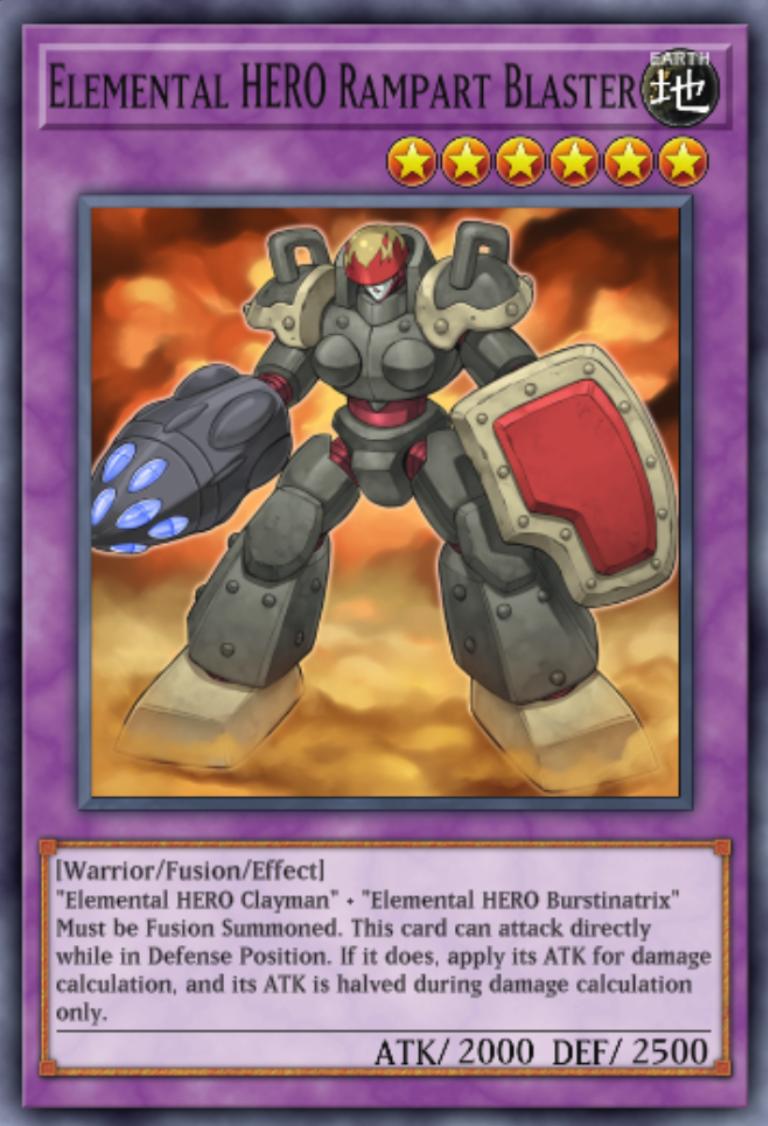 ELEMENTAL HERO RAMPART BLASTER
EARTH
地
[Warrior/Fusion/Effect]
"Elemental HERO Clayman" + "Elemental HERO Burstinatrix"
Must be Fusion Summoned. This card can attack directly
while in Defense Position. If it does, apply its ATK for damage
calculation, and its ATK is halved during damage calculation
only.
ATK/ 2000 DEF/ 2500